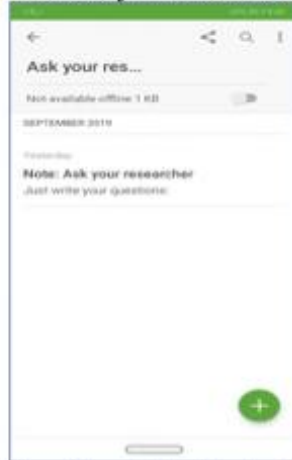 Ask your res...
Not available offline 1 KB
SEPTEMBER 2019
Yesterday
Note: Ask your researcher
Just write your questions: